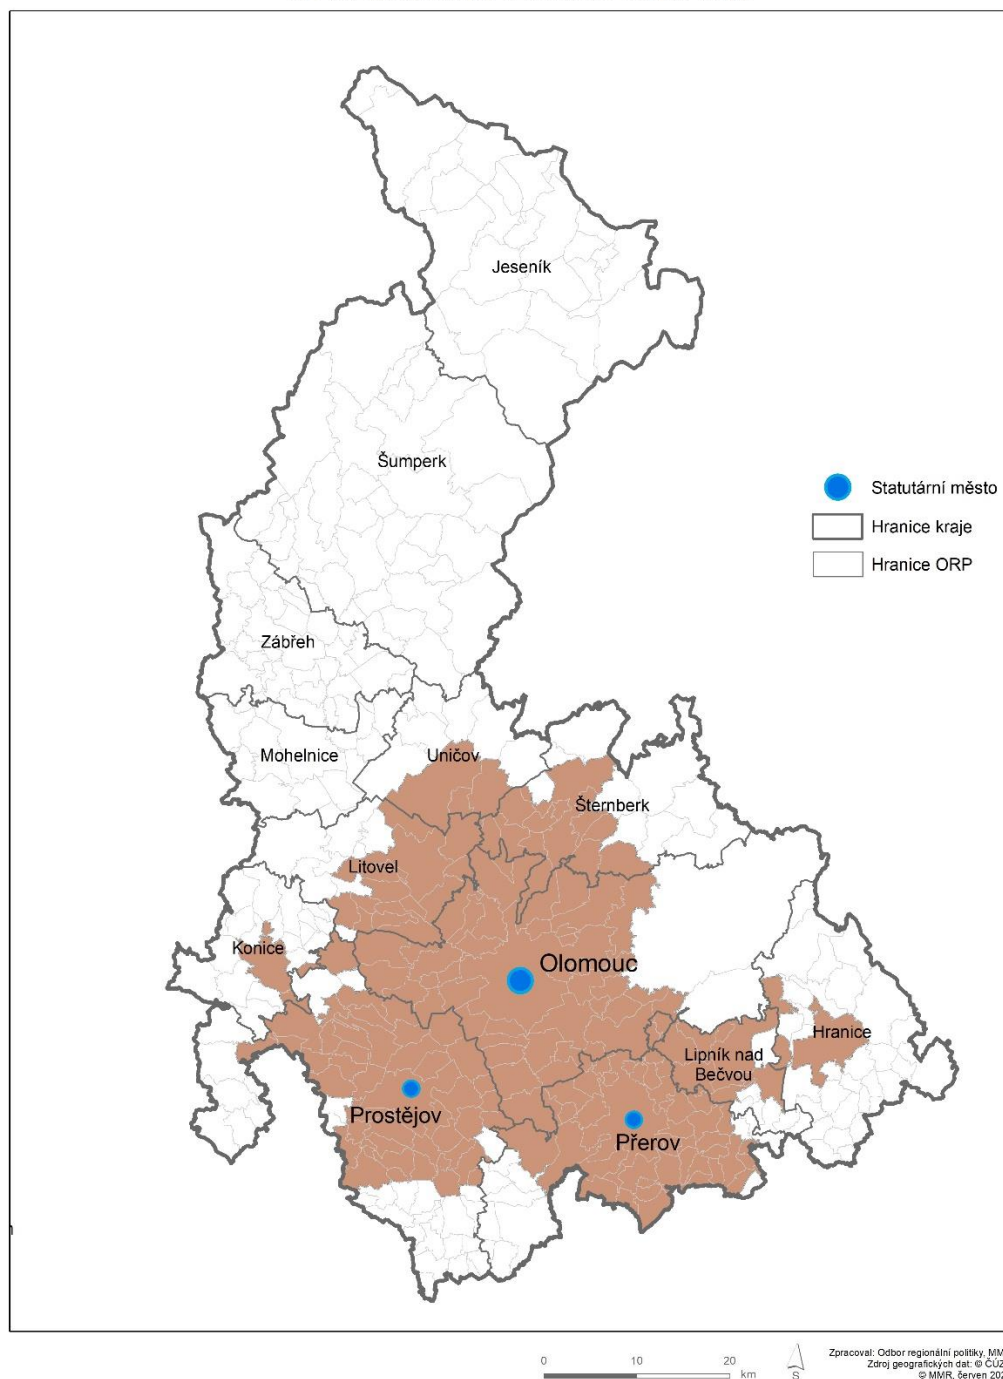 Jeseník
Šumperk
Statutární město
Hranice kraje
Hranice ORP
Zábřeh
Mohelnice
Uničov
Šternberk
Litovel
Konice
Olomouc
Hranice
Lipník nad
Bečvou
Prostějov
Přerov
0 10 20
km
S
Zpracoval: Odbor regionální politiky, MM
Zdroj geografických dat: © ČÚZ
© MMR, červen 20